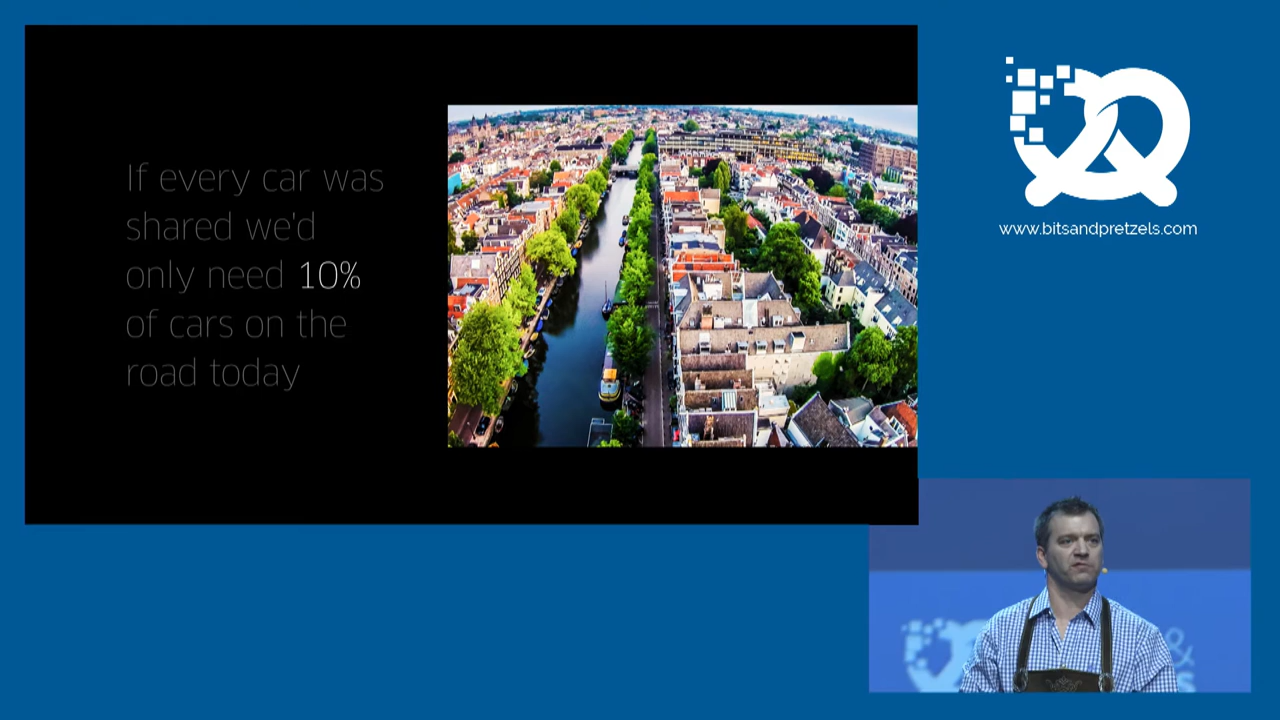 If every car was
shared we'd
only need 10%
of cars on the
road today
www.bitsandpretzels.com
&